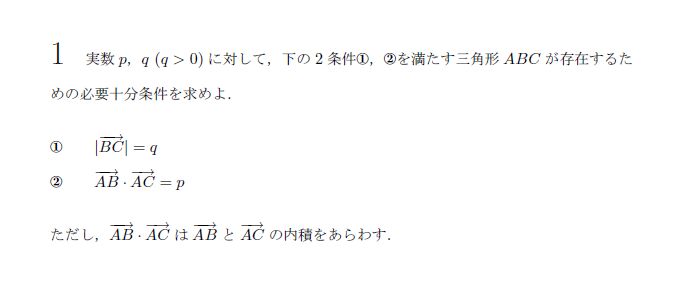 1 実数 p, q (q > 0) に対して,下の 2 条件①,②を満たす三角形 ABC が存在するた
めの必要十分条件を求めよ.
① |\overrightarrow{BC}| = q
② \overrightarrow{AB} · \overrightarrow{AC} = p
ただし,\overrightarrow{AB} · \overrightarrow{AC} は \overrightarrow{AB} と \overrightarrow{AC} の内積をあらわす.